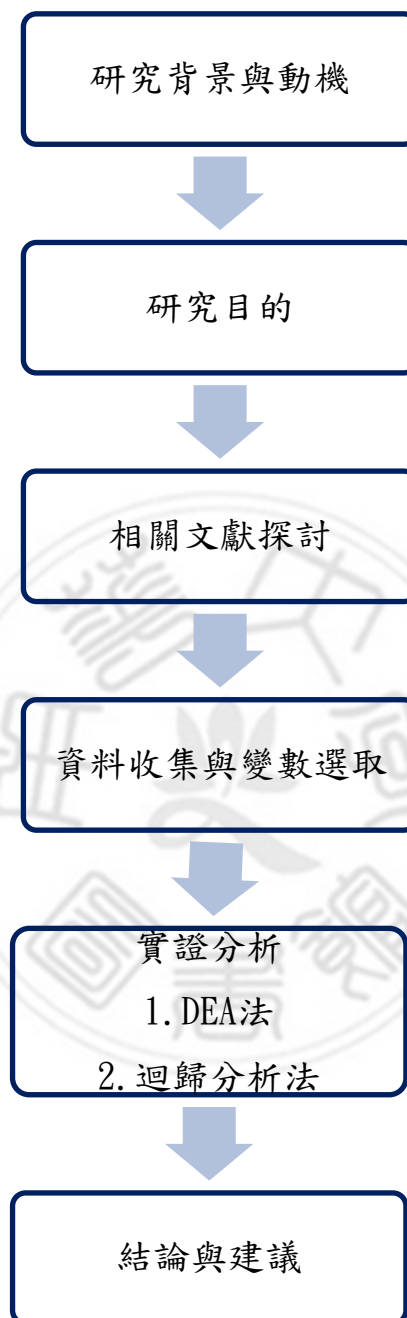 研究背景與動機
研究目的
相關文獻探討
資料收集與變數選取
實證分析
1.DEA法
2.迴歸分析法
結論與建議